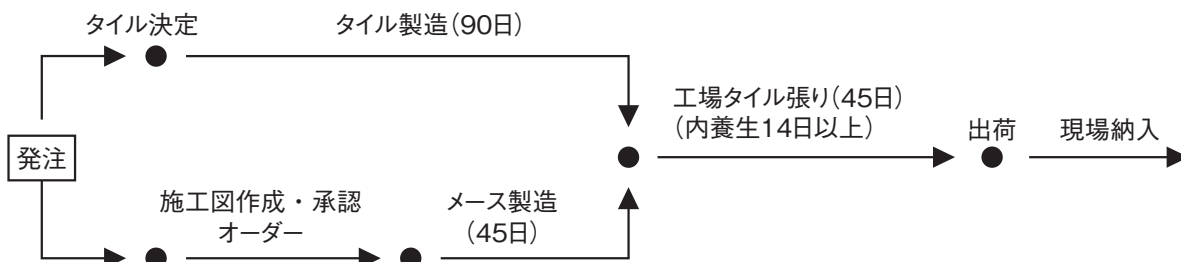 タイル決定
タイル製造(90日)
工場タイル張り(45日)
(内養生14日以上)
出荷
現場納入
発注
施工図作成・承認
オーダー
メース製造
(45日)